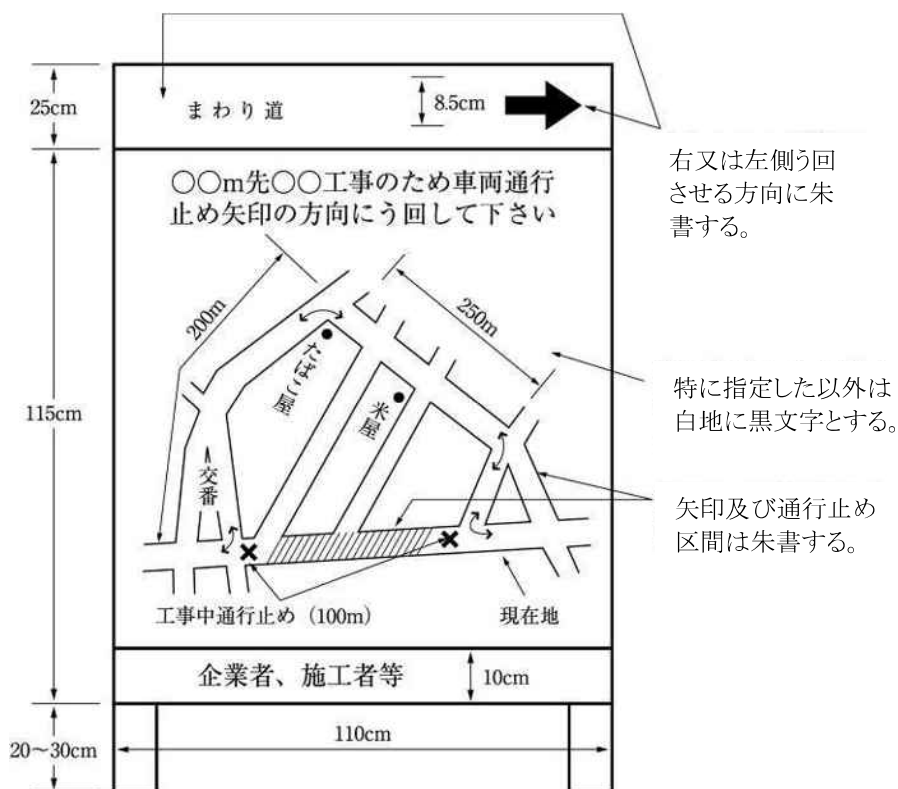 25cm
まわり道
8.5cm
右又は左側う回
させる方向に朱
書する。
〇〇m先〇〇工事のため車両通行
止め矢印の方向にう回して下さい
200m
250m
たばこ屋
米屋
特に指定した以外は
白地に黒文字とする。
115cm
交番
矢印及び通行止め
区間は朱書する。
工事中通行止め（100m）
現在地
企業者、施工者等
10cm
20～30cm
110cm